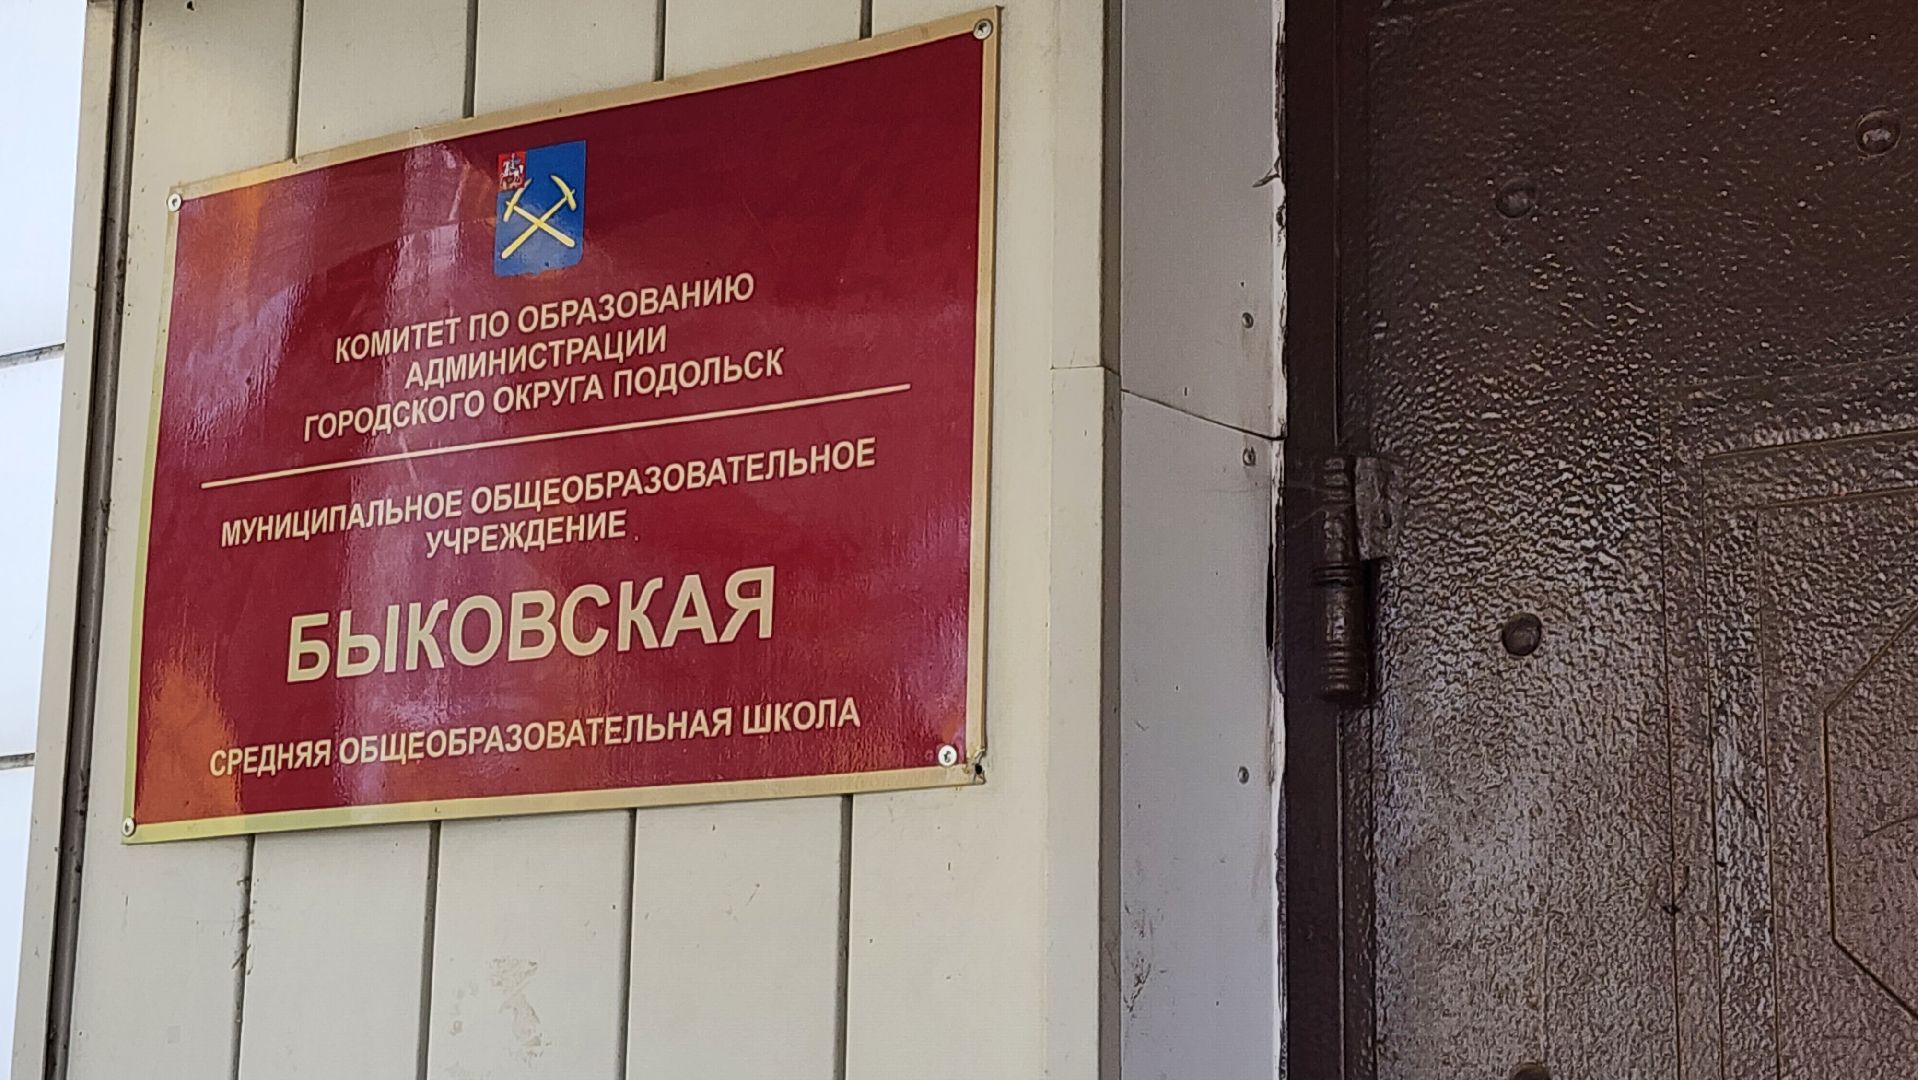 КОМИТЕТ ПО ОБРАЗОВАНИЮ
АДМИНИСТРАЦИИ
ГОРОДСКОГО ОКРУГА ПОДОЛЬСК
МУНИЦИПАЛЬНОЕ ОБЩЕОБРАЗОВАТЕЛЬНОЕ
УЧРЕЖДЕНИЕ
БЫКОВСКАЯ
СРЕДНЯЯ ОБЩЕОБРАЗОВАТЕЛЬНАЯ ШКОЛА